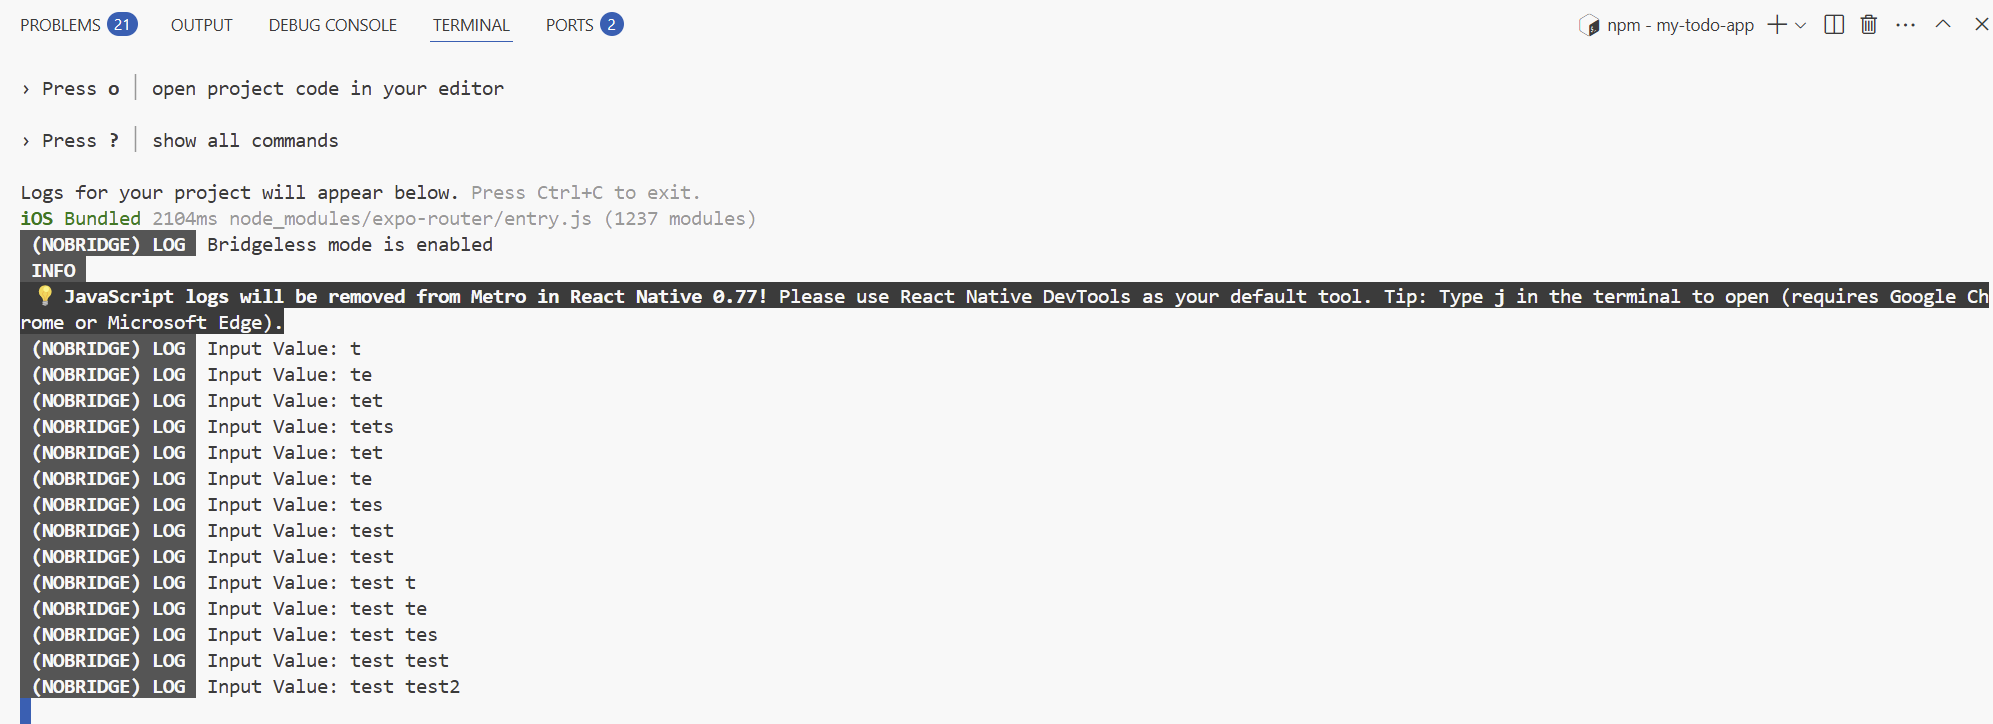 PROBLEMS 21 OUTPUT DEBUG CONSOLE TERMINAL PORTS 2 npm - my-todo-app
› Press o │ open project code in your editor
› Press ? │ show all commands
Logs for your project will appear below. Press Ctrl+C to exit.
iOS Bundled 2104ms node_modules/expo-router/entry.js (1237 modules)
(NOBRIDGE) LOG Bridgeless mode is enabled
INFO
💡 JavaScript logs will be removed from Metro in React Native 0.77! Please use React Native DevTools as your default tool. Tip: Type j in the terminal to open (requires Google Ch
rome or Microsoft Edge).
(NOBRIDGE) LOG Input Value: t
(NOBRIDGE) LOG Input Value: te
(NOBRIDGE) LOG Input Value: tet
(NOBRIDGE) LOG Input Value: tets
(NOBRIDGE) LOG Input Value: tet
(NOBRIDGE) LOG Input Value: te
(NOBRIDGE) LOG Input Value: tes
(NOBRIDGE) LOG Input Value: test
(NOBRIDGE) LOG Input Value: test
(NOBRIDGE) LOG Input Value: test t
(NOBRIDGE) LOG Input Value: test te
(NOBRIDGE) LOG Input Value: test tes
(NOBRIDGE) LOG Input Value: test test
(NOBRIDGE) LOG Input Value: test test2